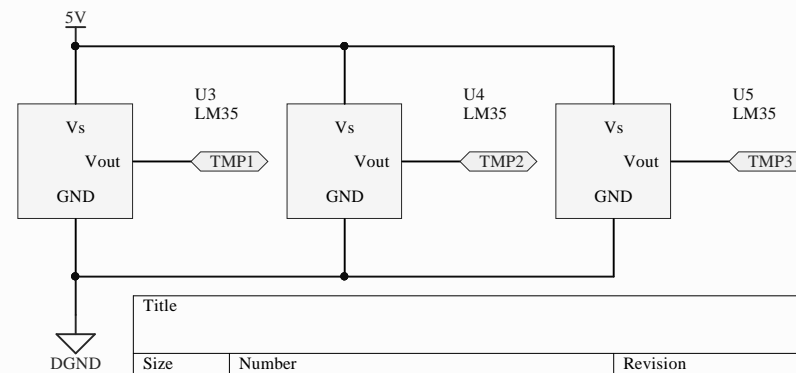 5V
U3
LM35
U4
LM35
U5
LM35
Vs
Vs
Vs
Vout
TMP1
Vout
TMP2
Vout
TMP3
GND
GND
GND
Title
DGND
Size
Number
Revision